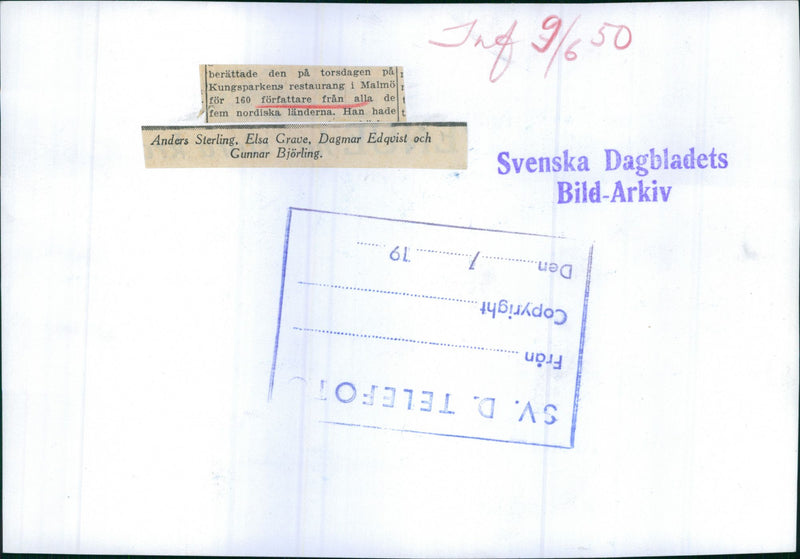 Inf 9/6 50
berättade den på torsdagen på
Kungsparkens restaurang i Malmö
för 160 författare från alla de
fem nordiska länderna. Han hade
Anders Sterling, Elsa Grave, Dagmar Edqvist och
Gunnar Björling.
Svenska Dagbladets
Bild-Arkiv
SV. D. TELEFOTO
Från
Copyright
Den / 19